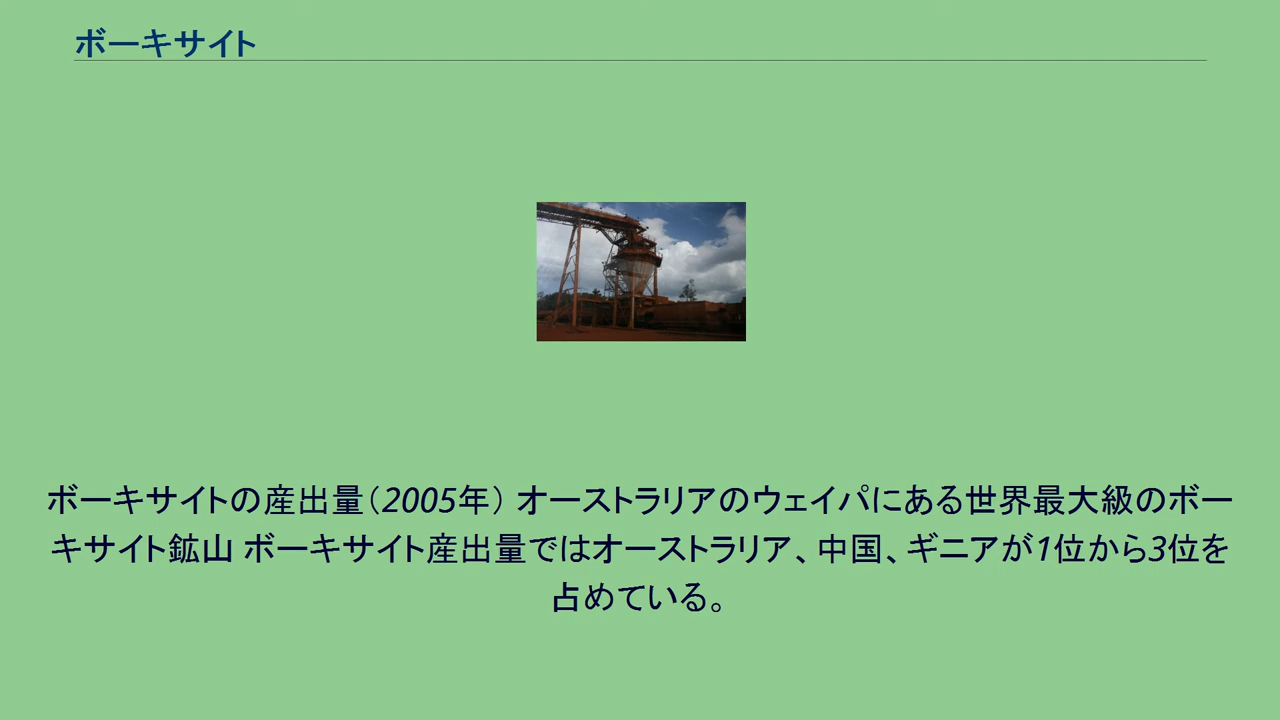 ボーキサイト
ボーキサイトの産出量（2005年） オーストラリアのウェイパにある世界最大級のボー
キサイト鉱山 ボーキサイト産出量ではオーストラリア、中国、ギニアが1位から3位を
占めている。